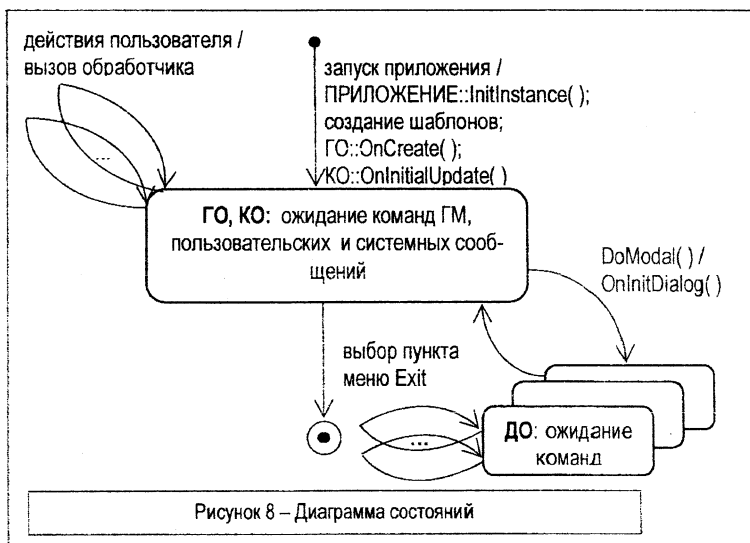 действия пользователя /
вызов обработчика
...
запуск приложения /
ПРИЛОЖЕНИЕ::InitInstance( );
создание шаблонов;
ГО::OnCreate( );
КО::OnInitialUpdate( )
ГО, КО: ожидание команд ГМ,
пользовательских и системных сооб-
щений
DoModal( ) /
OnInitDialog( )
выбор пункта
меню Exit
...
ДО: ожидание
команд
Рисунок 8 – Диаграмма состояний